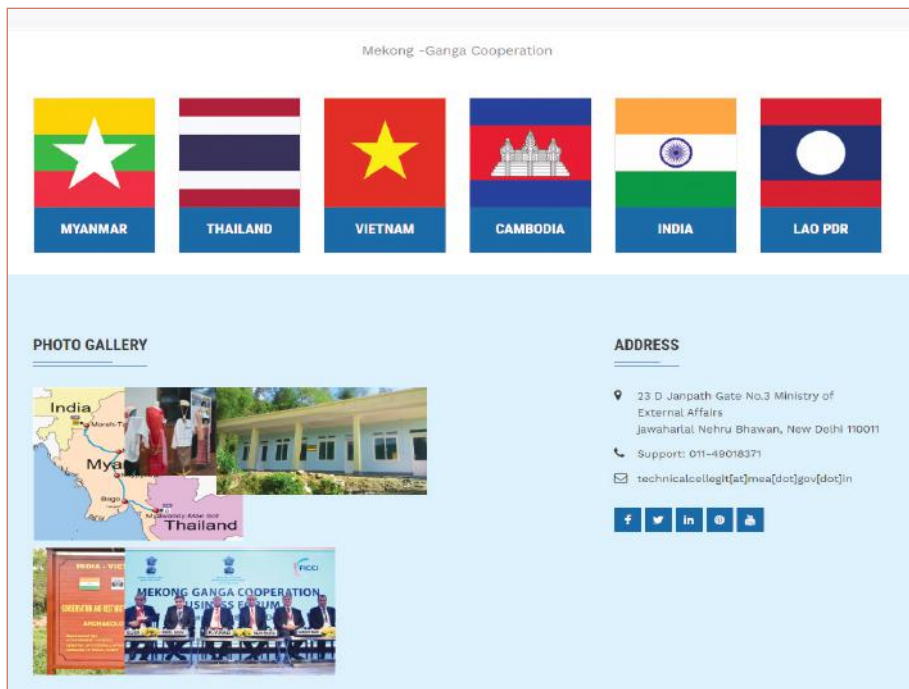 Mekong -Ganga Cooperation
MYANMAR
THAILAND
VIETNAM
CAMBODIA
INDIA
LAO PDR
PHOTO GALLERY
India
Thailand
INDIA - VIET
FICCI
MEKONG GANGA COOPERATION
BUSINESS FORUM
ADDRESS
23 D Janpath Gate No.3 Ministry of
External Affairs
jawaharlal Nehru Bhawan, New Delhi 110011
Support: 011-49018371
technicalcellegit[at]mea[dot]gov[dot]in